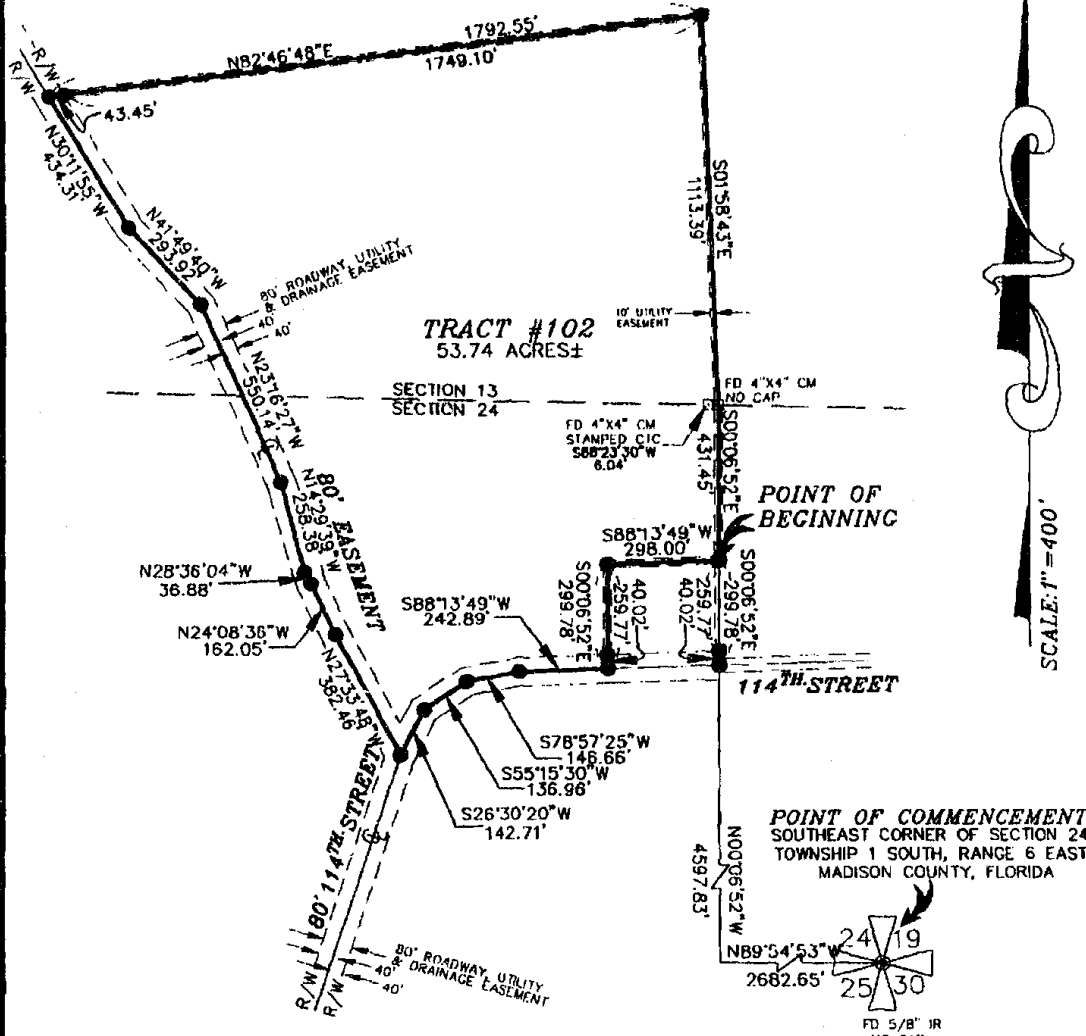 1792.55'
N82°46'48"E
1749.10'
R/W
R/W
43.45'
N30°11'55"W
434.31'
N41°49'40"W
293.92'
80' ROADWAY, UTILITY
& DRAINAGE EASEMENT
40'
40'
S01°58'43"E
1113.39'
TRACT #102
53.74 ACRES±
10' UTILITY
EASEMENT
N23°16'27"W
550.14'
SECTION 13
SECTION 24
FD 4"X4" CM
NO CAP
FD 4"X4" CM
STAMPED CIC
S88°23'30"W
6.04'
S00°06'52"E
431.45'
POINT OF
BEGINNING
N14°29'39"W
258.38'
80' EASEMENT
S88°13'49"W
298.00'
N28°36'04"W
36.88'
S88°13'49"W
242.89'
S00°06'52"E
299.78'
259.77'
40.02'
40.02'
259.77'
S00°06'52"E
299.78'
N24°08'36"W
162.05'
N27°33'48"W
382.46'
114TH STREET
S78°57'25"W
146.66'
S55°15'30"W
136.96'
S26°30'20"W
142.71'
80' 114TH STREET
SCALE: 1"=400'
POINT OF COMMENCEMENT
SOUTHEAST CORNER OF SECTION 24
TOWNSHIP 1 SOUTH, RANGE 6 EAST
MADISON COUNTY, FLORIDA
N00°06'52"W
4597.83'
N89°54'53"W
2682.65'
24 19
25 30
FD 5/8" IR
80' ROADWAY, UTILITY
& DRAINAGE EASEMENT
40'
40'
R/W
R/W